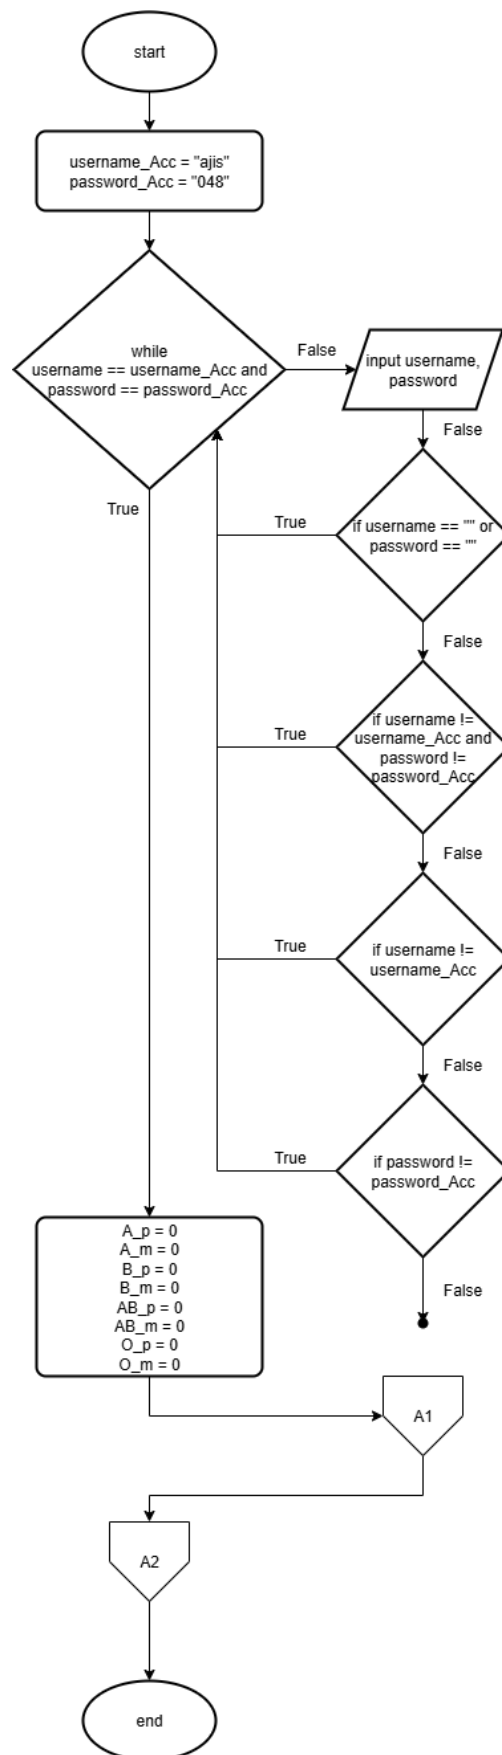 start
username_Acc = "ajis"
password_Acc = "048"
while
username == username_Acc and
password == password_Acc
False
input username,
password
False
True
True
if username == "" or
password == ""
False
True
if username !=
username_Acc and
password !=
password_Acc
False
True
if username !=
username_Acc
False
True
if password !=
password_Acc
False
A_p = 0
A_m = 0
B_p = 0
B_m = 0
AB_p = 0
AB_m = 0
O_p = 0
O_m = 0
A1
A2
end